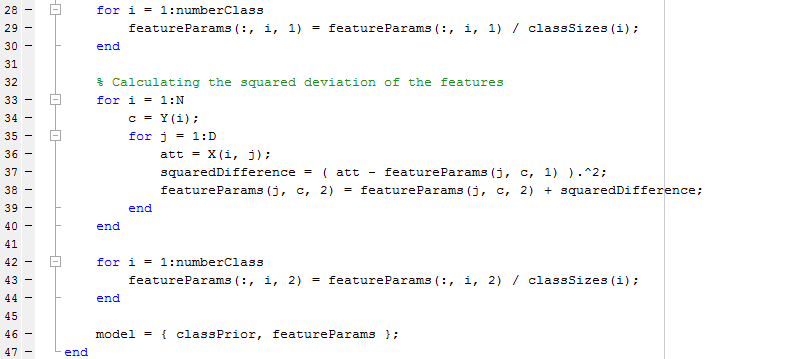 28 - for i = 1:numberClass
29 - featureParams(:, i, 1) = featureParams(:, i, 1) / classSizes(i);
30 - end
31
32 % Calculating the squared deviation of the features
33 - for i = 1:N
34 - c = Y(i);
35 - for j = 1:D
36 - att = X(i, j);
37 - squaredDifference = ( att - featureParams(j, c, 1) ).^2;
38 - featureParams(j, c, 2) = featureParams(j, c, 2) + squaredDifference;
39 - end
40 - end
41
42 - for i = 1:numberClass
43 - featureParams(:, i, 2) = featureParams(:, i, 2) / classSizes(i);
44 - end
45
46 - model = { classPrior, featureParams };
47 - end